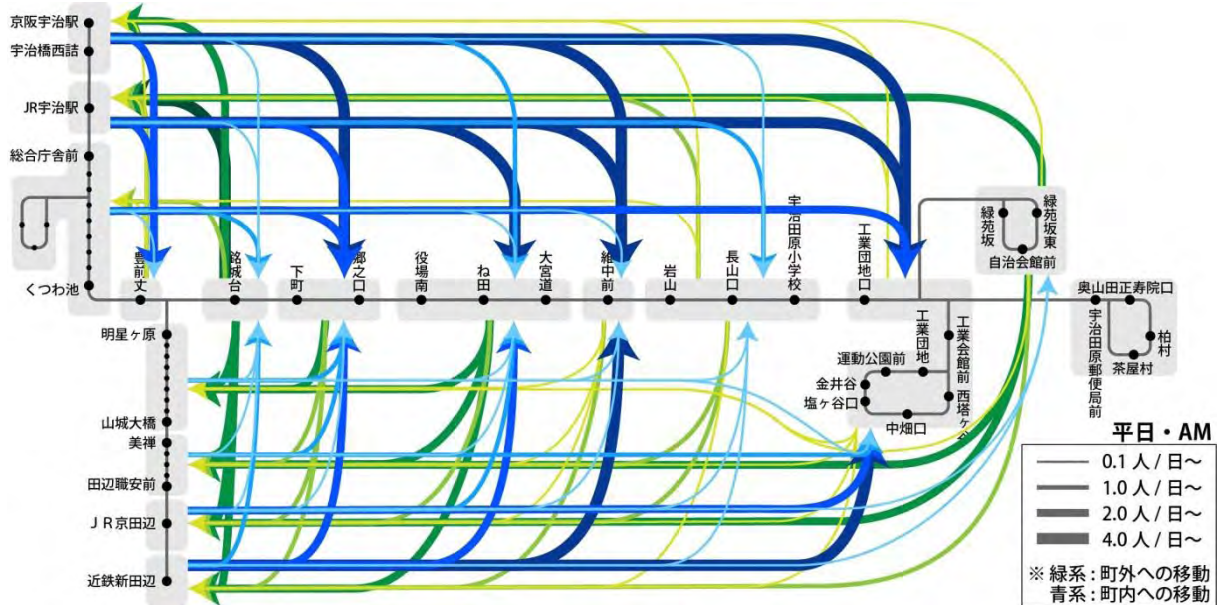 京阪宇治駅
宇治橋西詰
JR宇治駅
総合庁舎前
くつわ池
豊前丈
銘城台
下町
郷之口
役場南
ね田
大宮道
維中前
岩山
長山口
宇治田原小学校
工業団地口
緑苑坂
緑苑坂東
自治会館前
奥山田正寿院口
宇治田原郵便局前
柏村
茶屋村
明星ヶ原
山城大橋
美禅
田辺職安前
ＪＲ京田辺
近鉄新田辺
工業団地
工業会館前
運動公園前
金井谷
塩ヶ谷口
中畑口
西塔ヶ谷
平日・AM
0.1 人 / 日〜
1.0 人 / 日〜
2.0 人 / 日〜
4.0 人 / 日〜
※ 緑系 : 町外への移動
青系 : 町内への移動